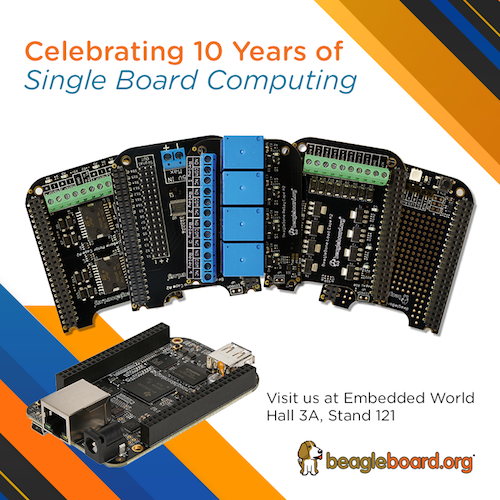 Celebrating 10 Years of
Single Board Computing
Visit us at Embedded World
Hall 3A, Stand 121
beagleboard.org